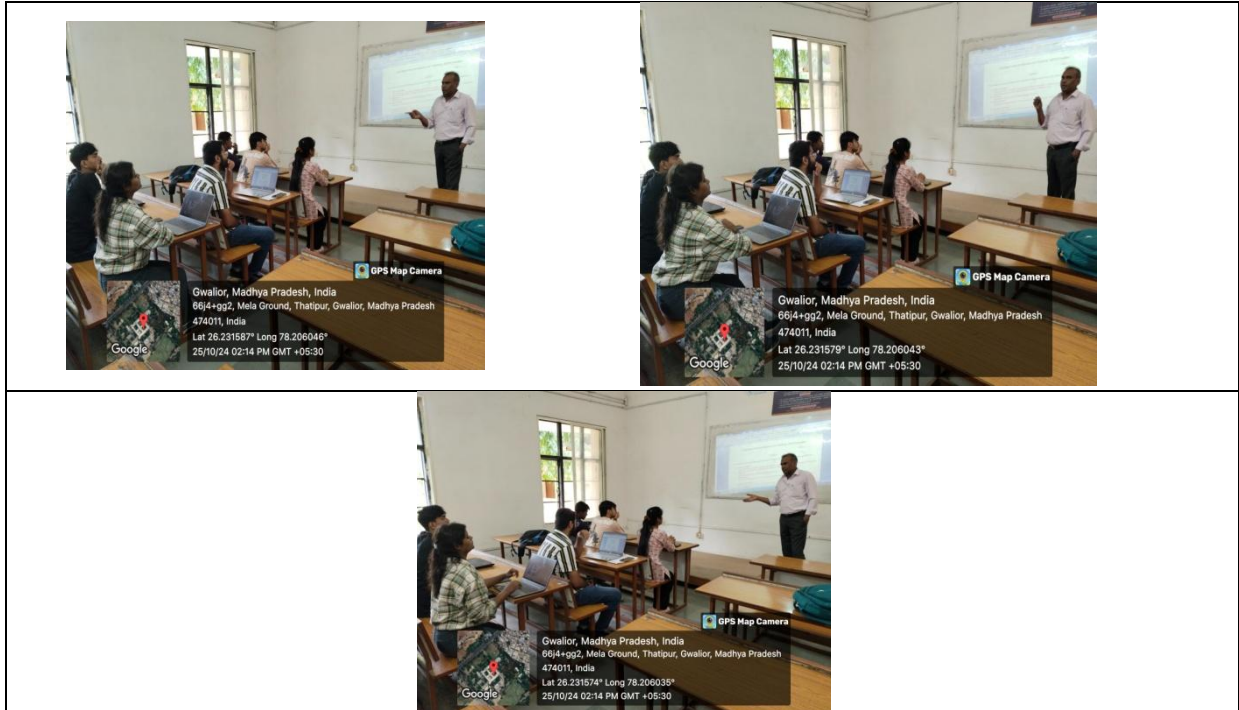 GPS Map Camera
Gwalior, Madhya Pradesh, India
66j4+gg2, Mela Ground, Thatipur, Gwalior, Madhya Pradesh
474011, India
Lat 26.231587° Long 78.206046°
25/10/24 02:14 PM GMT +05:30
Google
GPS Map Camera
Gwalior, Madhya Pradesh, India
66j4+gg2, Mela Ground, Thatipur, Gwalior, Madhya Pradesh
474011, India
Lat 26.231579° Long 78.206043°
25/10/24 02:14 PM GMT +05:30
Google
GPS Map Camera
Gwalior, Madhya Pradesh, India
66j4+gg2, Mela Ground, Thatipur, Gwalior, Madhya Pradesh
474011, India
Lat 26.231574° Long 78.206035°
25/10/24 02:14 PM GMT +05:30
Google